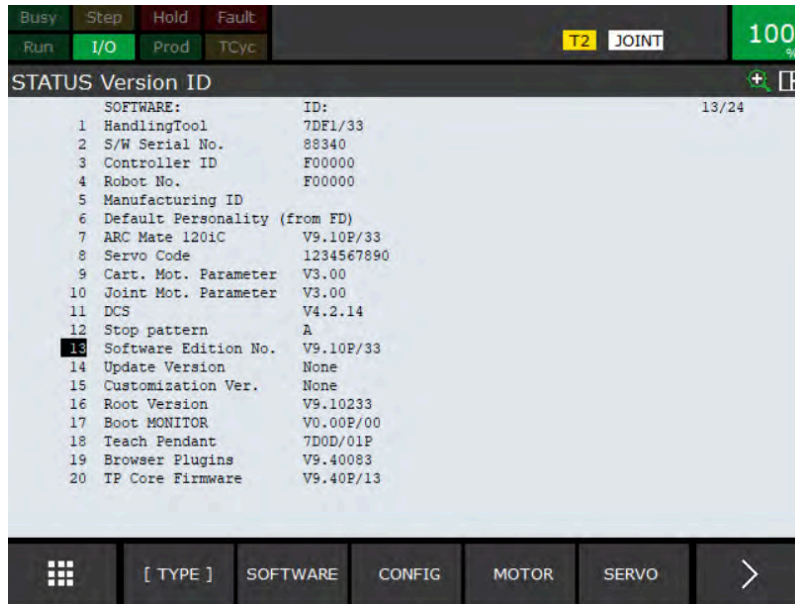 Busy Step Hold Fault
Run I/O Prod TCyc T2 JOINT 100
%
STATUS Version ID
SOFTWARE: ID: 13/24
1 HandlingTool 7DF1/33
2 S/W Serial No. 88340
3 Controller ID F00000
4 Robot No. F00000
5 Manufacturing ID
6 Default Personality (from FD)
7 ARC Mate 120iC V9.10P/33
8 Servo Code 1234567890
9 Cart. Mot. Parameter V3.00
10 Joint Mot. Parameter V3.00
11 DCS V4.2.14
12 Stop pattern A
13 Software Edition No. V9.10P/33
14 Update Version None
15 Customization Ver. None
16 Root Version V9.10233
17 Boot MONITOR V0.00P/00
18 Teach Pendant 7D0D/01P
19 Browser Plugins V9.40083
20 TP Core Firmware V9.40P/13
[ TYPE ] SOFTWARE CONFIG MOTOR SERVO >